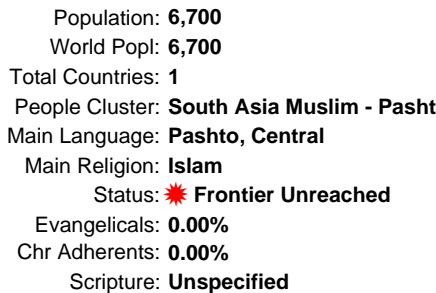 Population: 6,700
World Popl: 6,700
Total Countries: 1
People Cluster: South Asia Muslim - Pasht
Main Language: Pashto, Central
Main Religion: Islam
Status: Frontier Unreached
Evangelicals: 0.00%
Chr Adherents: 0.00%
Scripture: Unspecified